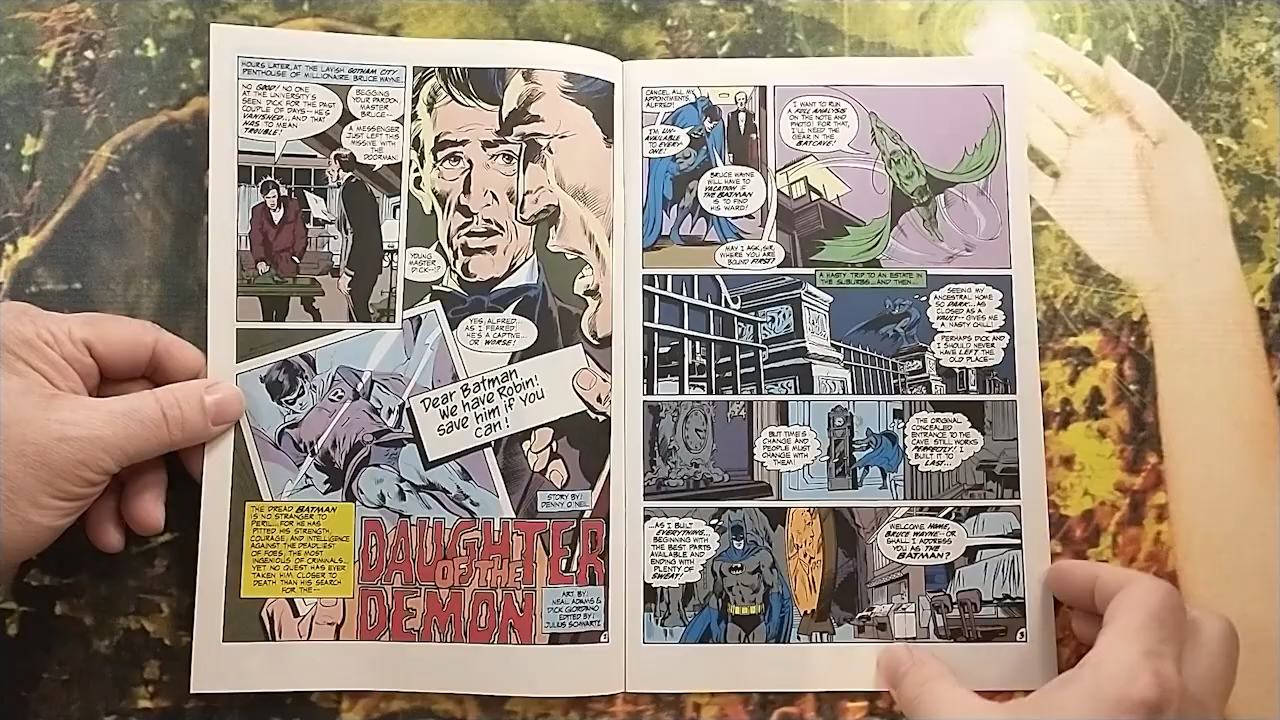 HOURS LATER, AT THE LAVISH GOTHAM CITY
PENTHOUSE OF MILLIONAIRE BRUCE WAYNE...
NO GOOD! NO ONE
AT THE UNIVERSITY'S
SEEN DICK FOR THE PAST
COUPLE OF DAYS--HE'S
VANISHED... AND THAT
HAS TO MEAN
TROUBLE!
BEGGING
YOUR PARDON,
MASTER
BRUCE--
A MESSENGER
JUST LEFT THIS
MISSIVE WITH
THE
DOORMAN.
YOUNG
MASTER
DICK--!?
YES, ALFRED...
AS I FEARED!
HE'S A CAPTIVE...
OR WORSE!
Dear Batman,
We have Robin!
save him if You
can!
STORY BY:
DENNY O'NEIL
THE DREAD BATMAN
IS NO STRANGER TO
PERIL... FOR HE HAS
PITTED HIS STRENGTH,
COURAGE, AND INTELLIGENCE
AGAINST THE DEADLIEST
OF FOES, THE MOST
INGENIOUS OF CRIMINALS...
YET NO QUEST HAS EVER
TAKEN HIM CLOSER TO
DEATH THAN HIS SEARCH
FOR THE--
DAUGHTER
OF THE
DEMON
ART BY:
NEAL ADAMS &
DICK GIORDANO
EDITED BY:
JULIUS SCHWARTZ
2
CANCEL ALL MY
APPOINTMENTS,
ALFRED!
I'M UN-
AVAILABLE
TO EVERY-
ONE!
BRUCE WAYNE
WILL HAVE TO
VACATION IF
THE BATMAN
IS TO FIND
HIS WARD!
MAY I ASK, SIR,
WHERE YOU ARE
BOUND FIRST?
I WANT TO RUN
A FULL ANALYSIS
ON THE NOTE AND
PHOTO! FOR THAT,
I'LL NEED THE
GEAR IN THE
BATCAVE!
A HASTY TRIP TO AN ESTATE IN
THE SUBURBS... AND THEN...
SEEING MY
ANCESTRAL HOME
SO DARK... AS
CLOSED AS A
VAULT--GIVES ME
A NASTY CHILL!
PERHAPS DICK AND
I SHOULD NEVER
HAVE LEFT THE
OLD PLACE--
BUT TIMES
CHANGE AND
PEOPLE MUST
CHANGE WITH
THEM!
THE ORIGINAL
CONCEALED
ENTRANCE TO THE
CAVE STILL WORKS
PERFECTLY! I
BUILT IT TO
LAST...
...AS I BUILT
EVERYTHING...
BEGINNING WITH
THE BEST PARTS
AVAILABLE AND
ENDING WITH
PLENTY OF
SWEAT!
WELCOME HOME,
BRUCE WAYNE--OR
SHALL I ADDRESS
YOU AS THE
BATMAN?
3